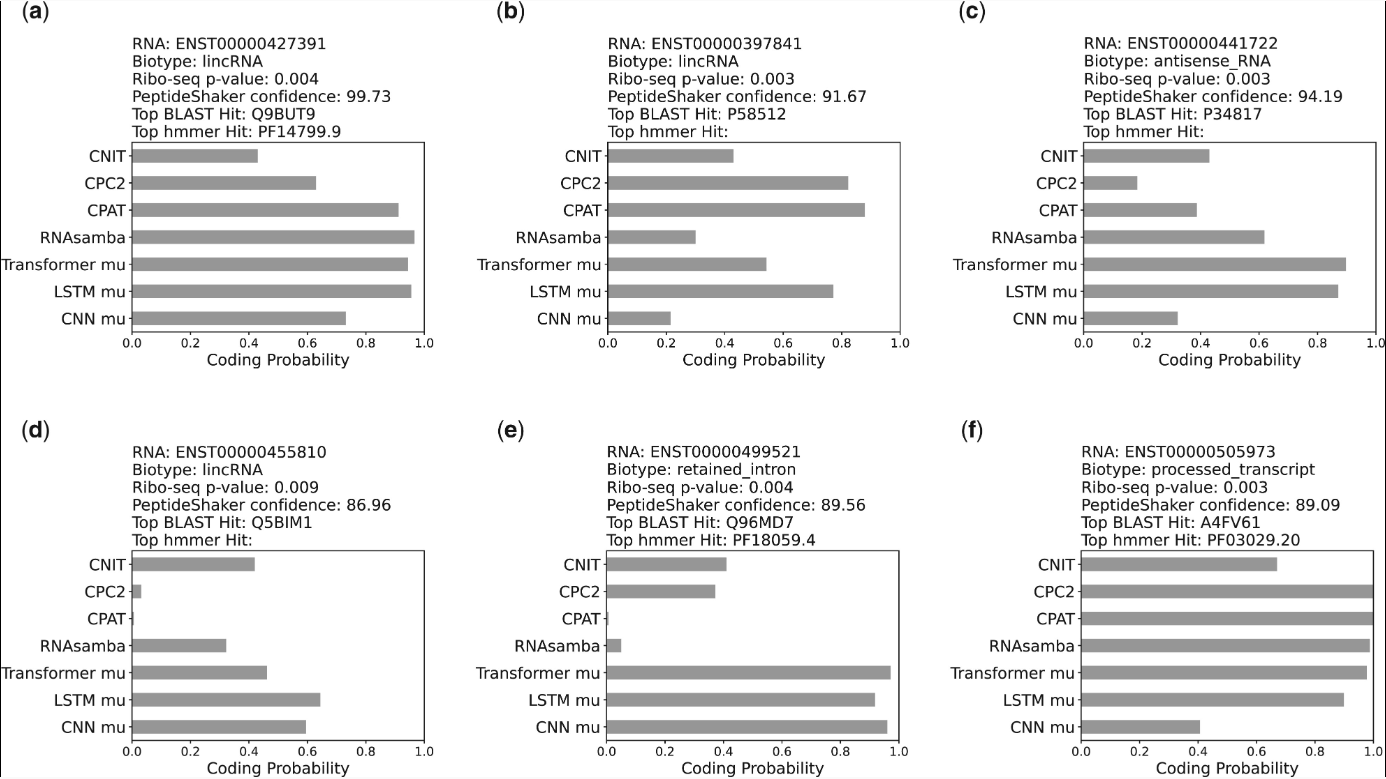 (a)
RNA: ENST00000427391
Biotype: lincRNA
Ribo-seq p-value: 0.004
PeptideShaker confidence: 99.73
Top BLAST Hit: Q9BUT9
Top hmmer Hit: PF14799.9
CNIT
CPC2
CPAT
RNAsamba
Transformer mu
LSTM mu
CNN mu
0.0 0.2 0.4 0.6 0.8 1.0
Coding Probability
(b)
RNA: ENST00000397841
Biotype: lincRNA
Ribo-seq p-value: 0.003
PeptideShaker confidence: 91.67
Top BLAST Hit: P58512
Top hmmer Hit:
CNIT
CPC2
CPAT
RNAsamba
Transformer mu
LSTM mu
CNN mu
0.0 0.2 0.4 0.6 0.8 1.0
Coding Probability
(c)
RNA: ENST00000441722
Biotype: antisense_RNA
Ribo-seq p-value: 0.003
PeptideShaker confidence: 94.19
Top BLAST Hit: P34817
Top hmmer Hit:
CNIT
CPC2
CPAT
RNAsamba
Transformer mu
LSTM mu
CNN mu
0.0 0.2 0.4 0.6 0.8 1.0
Coding Probability
(d)
RNA: ENST00000455810
Biotype: lincRNA
Ribo-seq p-value: 0.009
PeptideShaker confidence: 86.96
Top BLAST Hit: Q5BIM1
Top hmmer Hit:
CNIT
CPC2
CPAT
RNAsamba
Transformer mu
LSTM mu
CNN mu
0.0 0.2 0.4 0.6 0.8 1.0
Coding Probability
(e)
RNA: ENST00000499521
Biotype: retained_intron
Ribo-seq p-value: 0.004
PeptideShaker confidence: 89.56
Top BLAST Hit: Q96MD7
Top hmmer Hit: PF18059.4
CNIT
CPC2
CPAT
RNAsamba
Transformer mu
LSTM mu
CNN mu
0.0 0.2 0.4 0.6 0.8 1.0
Coding Probability
(f)
RNA: ENST00000505973
Biotype: processed_transcript
Ribo-seq p-value: 0.003
PeptideShaker confidence: 89.09
Top BLAST Hit: A4FV61
Top hmmer Hit: PF03029.20
CNIT
CPC2
CPAT
RNAsamba
Transformer mu
LSTM mu
CNN mu
0.0 0.2 0.4 0.6 0.8 1.0
Coding Probability